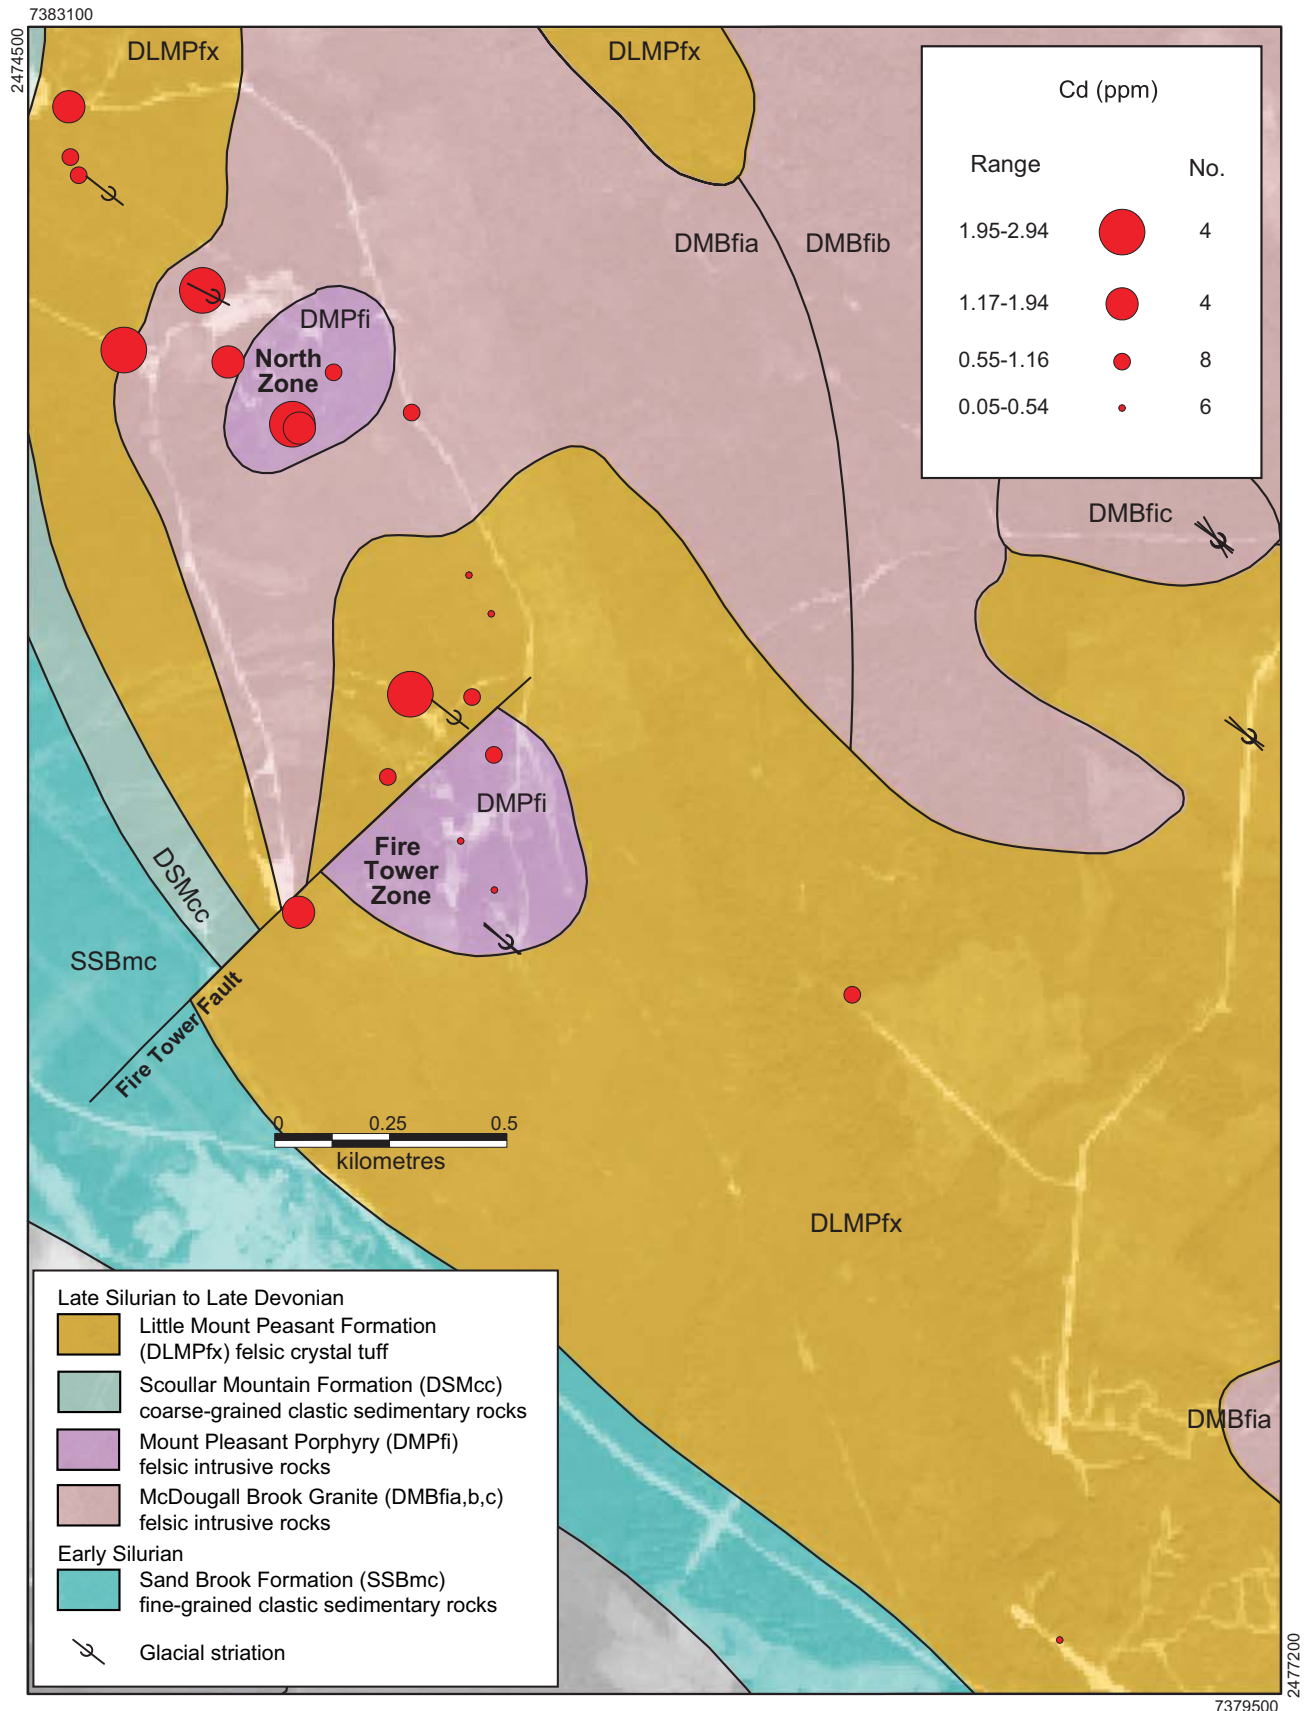 7383100
2474500
DLMPfx
DLMPfx
Cd (ppm)
Range
No.
1.95-2.94
4
1.17-1.94
4
0.55-1.16
8
0.05-0.54
6
DMBfia
DMBfib
DMPfi
North
Zone
DMBfic
DMPfi
Fire
Tower
Zone
DSMcc
SSBmc
Fire Tower Fault
0
0.25
0.5
kilometres
DLMPfx
DMBfia
Late Silurian to Late Devonian
Little Mount Peasant Formation
(DLMPfx) felsic crystal tuff
Scoullar Mountain Formation (DSMcc)
coarse-grained clastic sedimentary rocks
Mount Pleasant Porphyry (DMPfi)
felsic intrusive rocks
McDougall Brook Granite (DMBfia,b,c)
felsic intrusive rocks
Early Silurian
Sand Brook Formation (SSBmc)
fine-grained clastic sedimentary rocks
Glacial striation
2477200
7379500